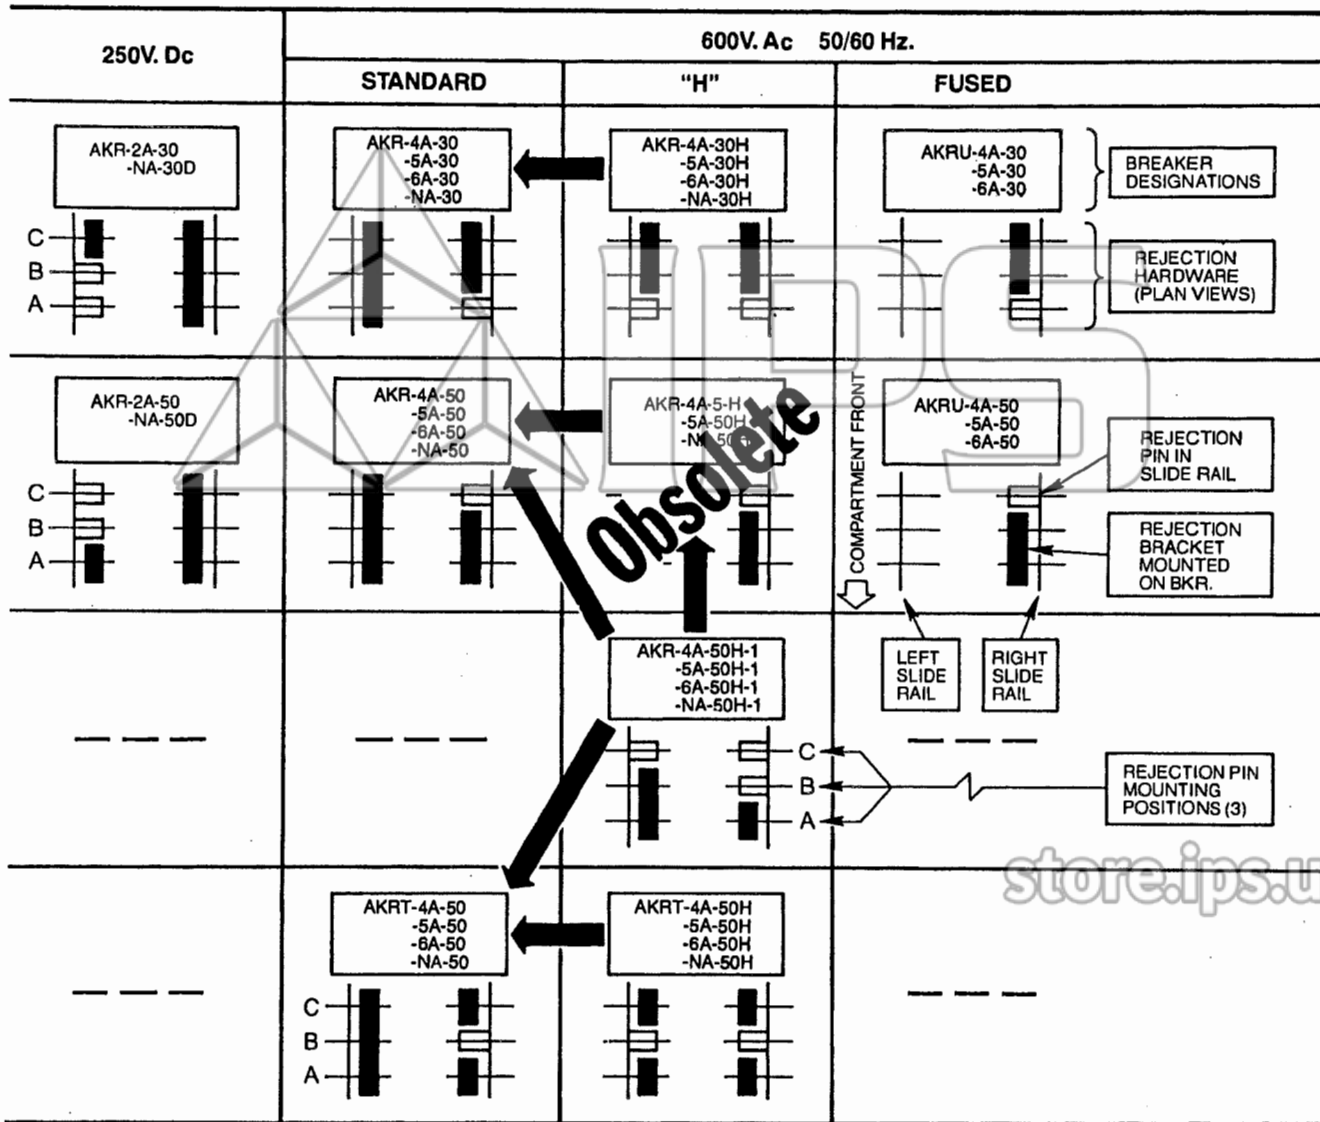 250V. Dc
600V. Ac 50/60 Hz.
STANDARD
"H"
FUSED
AKR-2A-30
-NA-30D
AKR-4A-30
-5A-30
-6A-30
-NA-30
AKR-4A-30H
-5A-30H
-6A-30H
-NA-30H
AKRU-4A-30
-5A-30
-6A-30
BREAKER
DESIGNATIONS
C
B
A
REJECTION
HARDWARE
(PLAN VIEWS)
IPS
AKR-2A-50
-NA-50D
AKR-4A-50
-5A-50
-6A-50
-NA-50
AKR-4A-5-H
-5A-50H
Obsolete
COMPARTMENT FRONT
AKRU-4A-50
-5A-50
-6A-50
REJECTION
PIN IN
SLIDE RAIL
C
B
A
REJECTION
BRACKET
MOUNTED
ON BKR.
AKR-4A-50H-1
-5A-50H-1
-6A-50H-1
-NA-50H-1
LEFT
SLIDE
RAIL
RIGHT
SLIDE
RAIL
C
B
A
REJECTION PIN
MOUNTING
POSITIONS (3)
store.ips.u
AKRT-4A-50
-5A-50
-6A-50
-NA-50
AKRT-4A-50H
-5A-50H
-6A-50H
-NA-50H
C
B
A